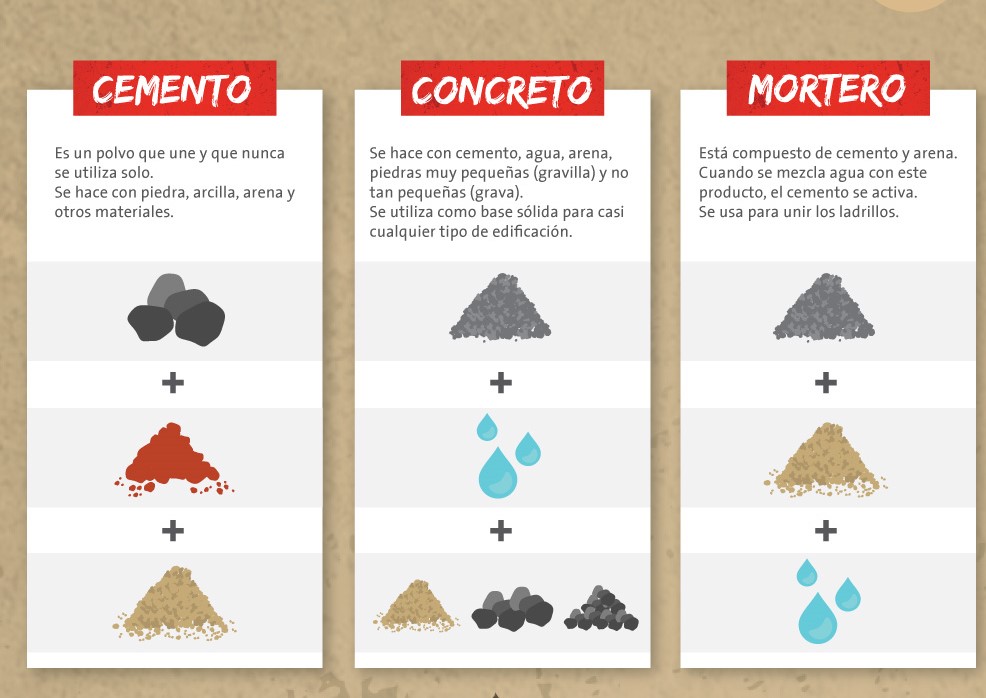 CEMENTO
Es un polvo que une y que nunca
se utiliza solo.
Se hace con piedra, arcilla, arena y
otros materiales.
CONCRETO
Se hace con cemento, agua, arena,
piedras muy pequeñas (gravilla) y no
tan pequeñas (grava).
Se utiliza como base sólida para casi
cualquier tipo de edificación.
MORTERO
Está compuesto de cemento y arena.
Cuando se mezcla agua con este
producto, el cemento se activa.
Se usa para unir los ladrillos.